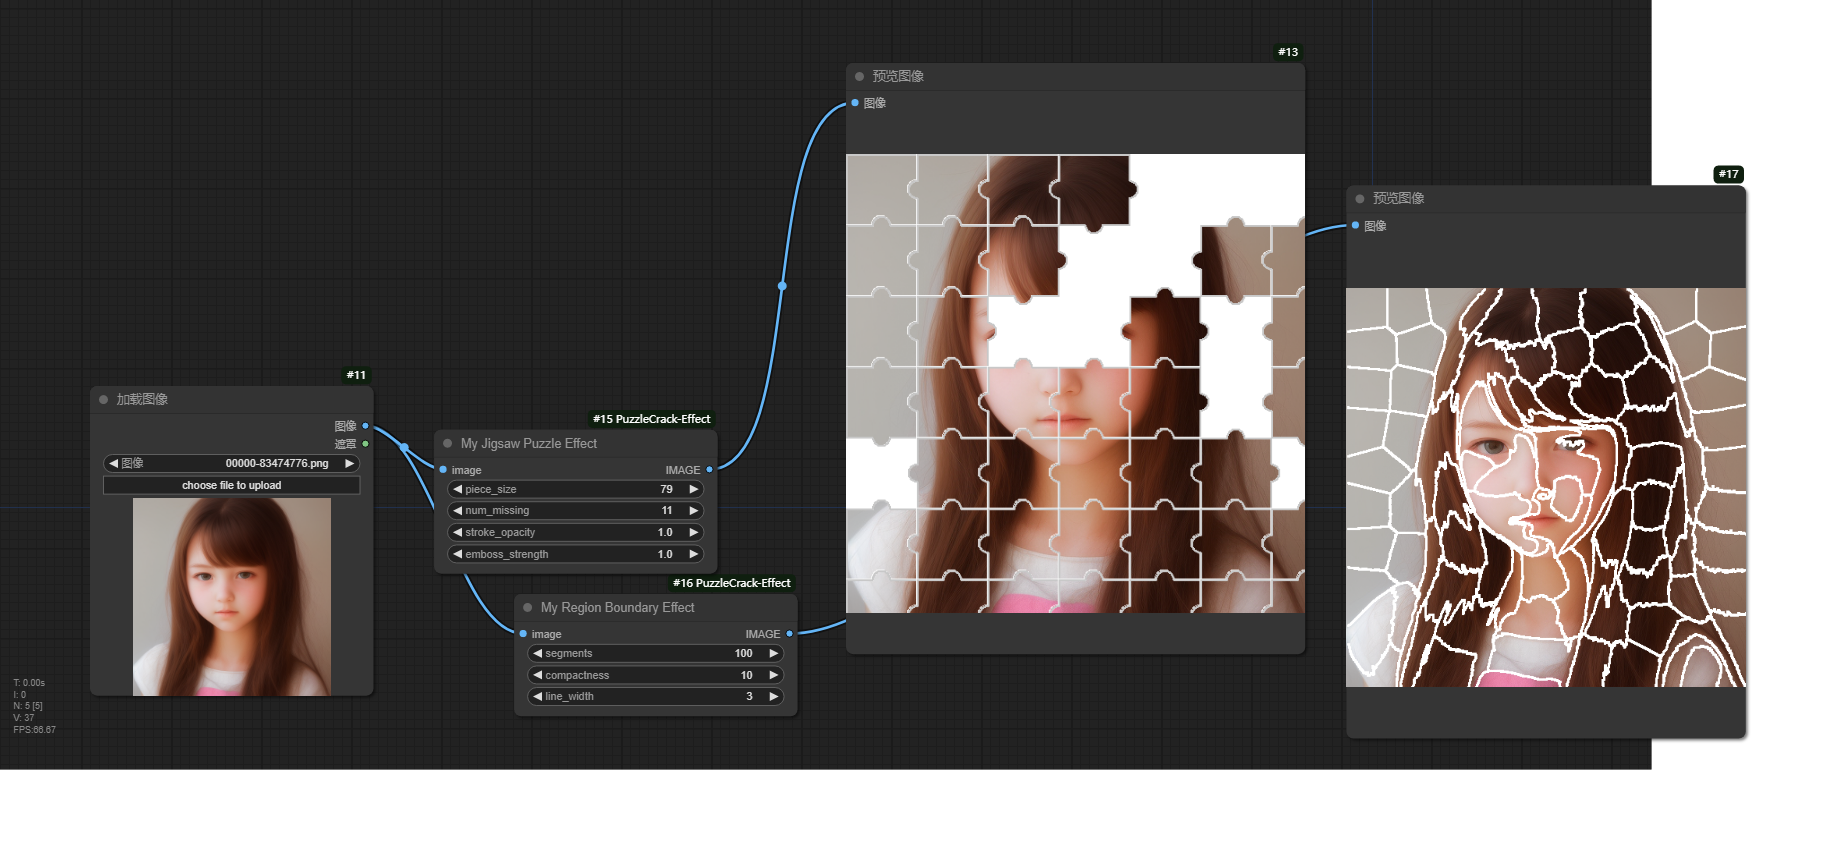 #13
预览图像
图像
#17
预览图像
图像
#11
加载图像
图像
遮罩
图像 00000-83474776.png
choose file to upload
#15 PuzzleCrack-Effect
My Jigsaw Puzzle Effect
image IMAGE
piece_size 79
num_missing 11
stroke_opacity 1.0
emboss_strength 1.0
#16 PuzzleCrack-Effect
My Region Boundary Effect
image IMAGE
segments 100
compactness 10
line_width 3
T: 0.00s
I: 0
N: 5 [5]
V: 37
FPS:66.67